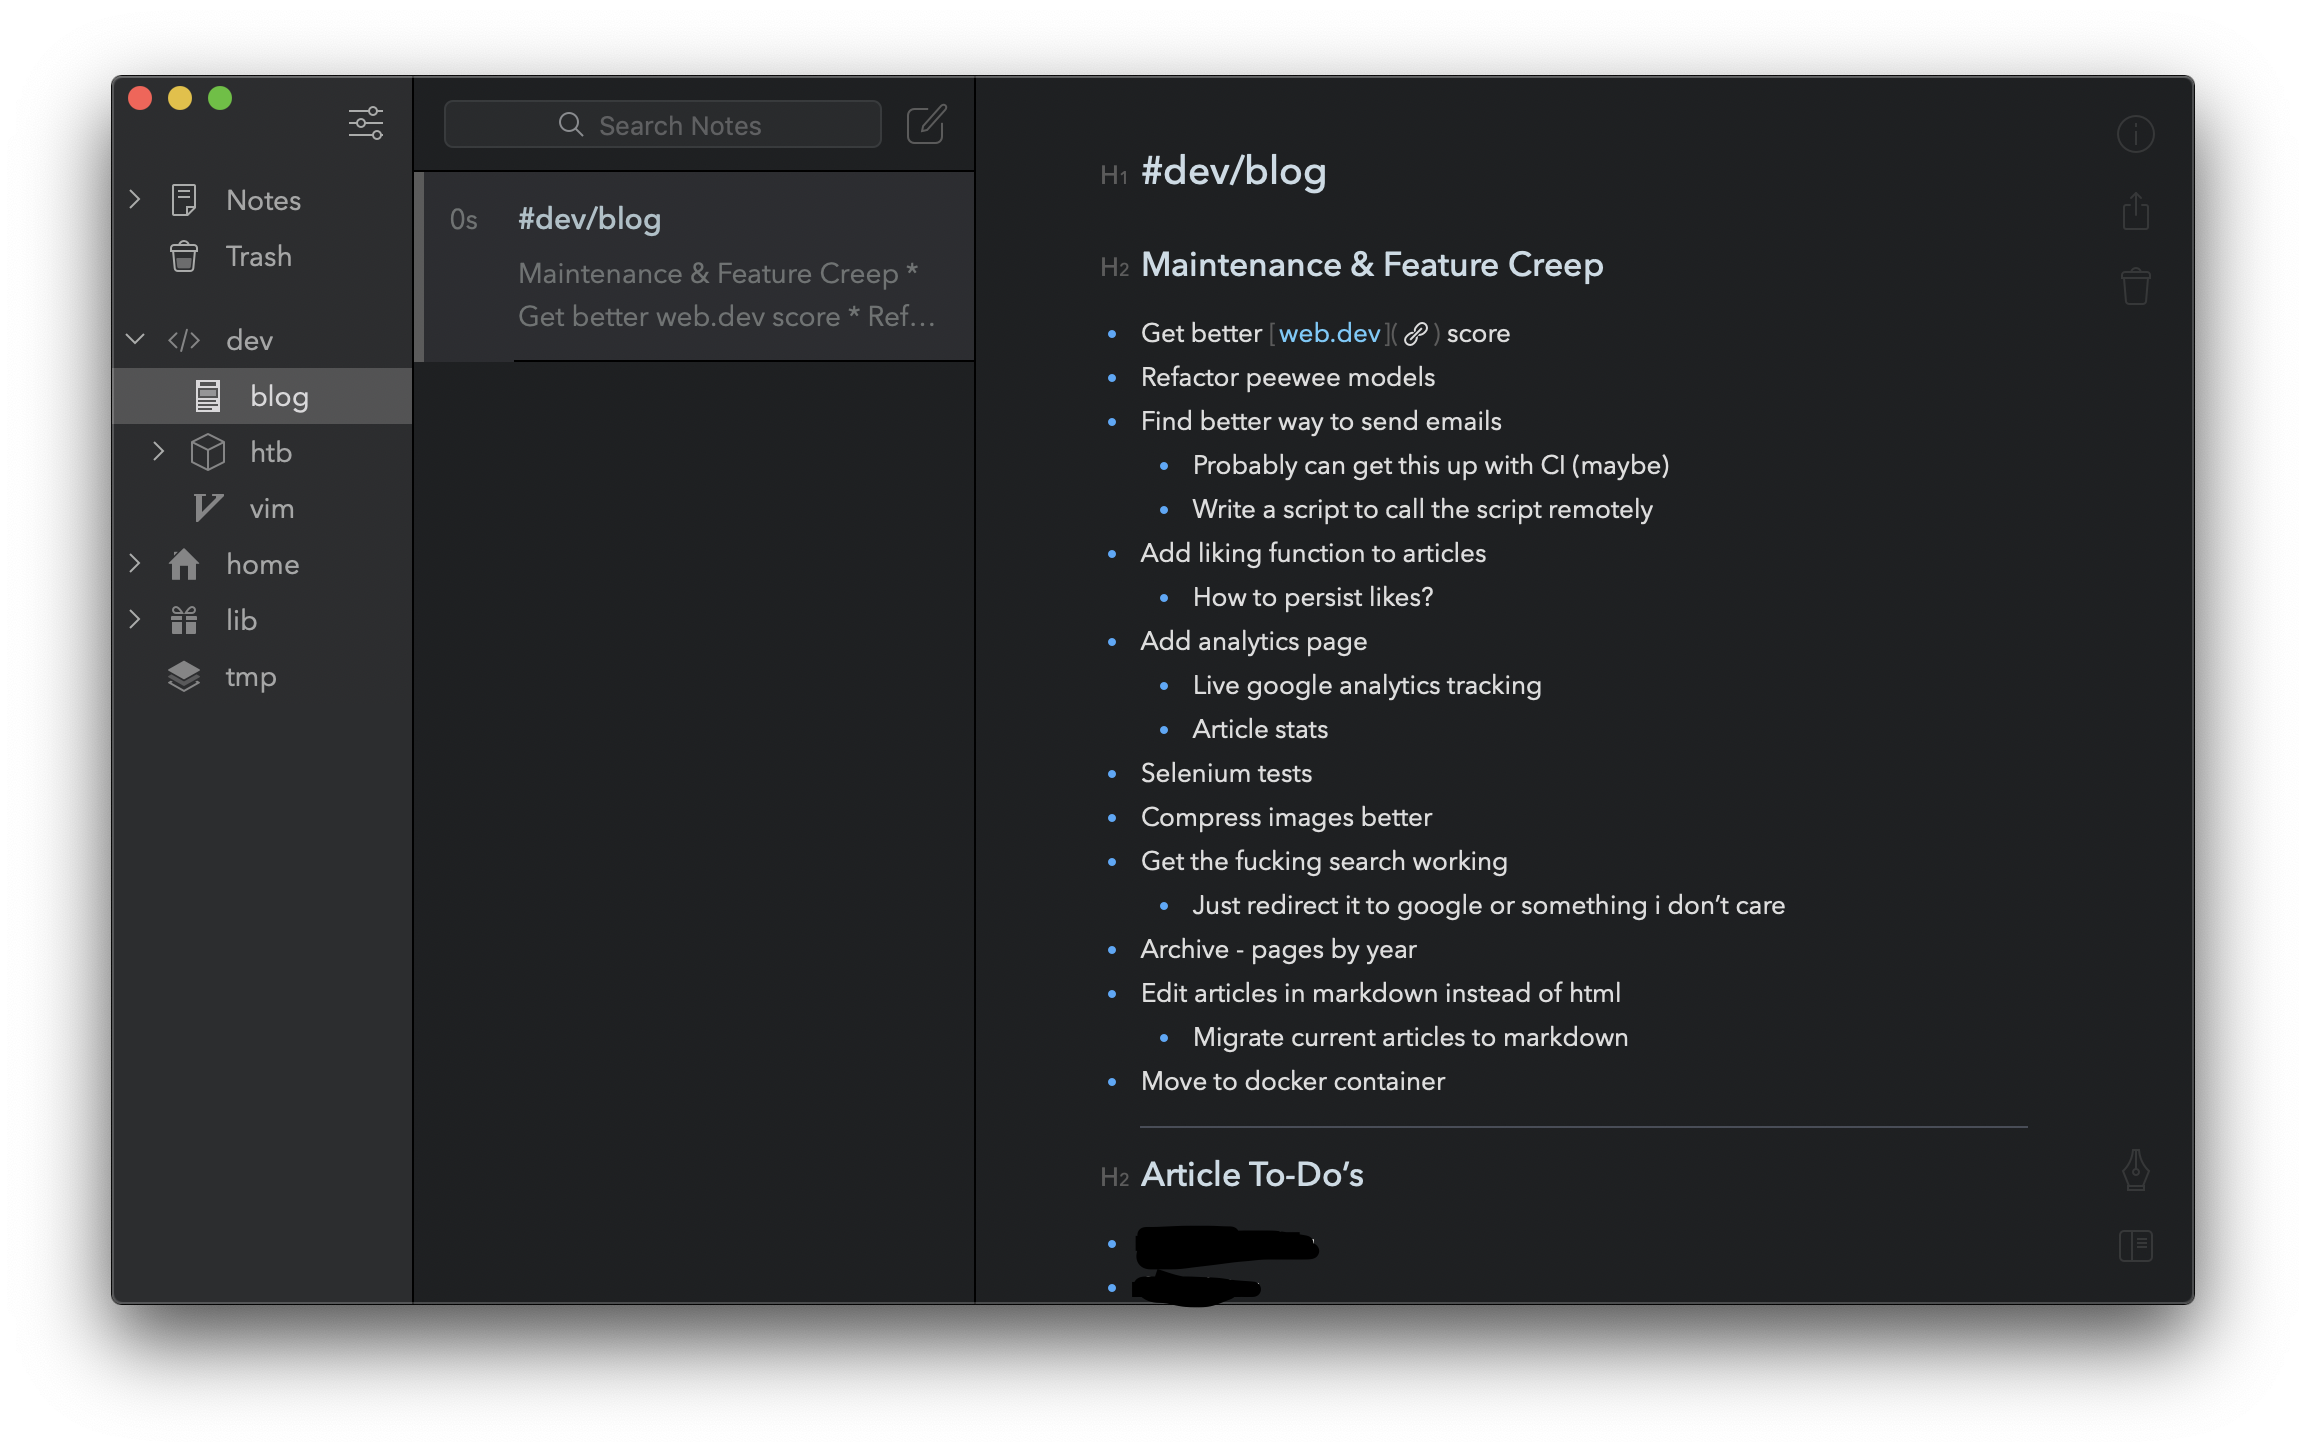 Notes
Trash
dev
blog
htb
vim
home
lib
tmp
Search Notes
0s #dev/blog
Maintenance & Feature Creep *
Get better web.dev score * Ref...
H1 #dev/blog
H2 Maintenance & Feature Creep
• Get better [web.dev]( ) score
• Refactor peewee models
• Find better way to send emails
• Probably can get this up with CI (maybe)
• Write a script to call the script remotely
• Add liking function to articles
• How to persist likes?
• Add analytics page
• Live google analytics tracking
• Article stats
• Selenium tests
• Compress images better
• Get the fucking search working
• Just redirect it to google or something i don’t care
• Archive - pages by year
• Edit articles in markdown instead of html
• Migrate current articles to markdown
• Move to docker container
H2 Article To-Do’s